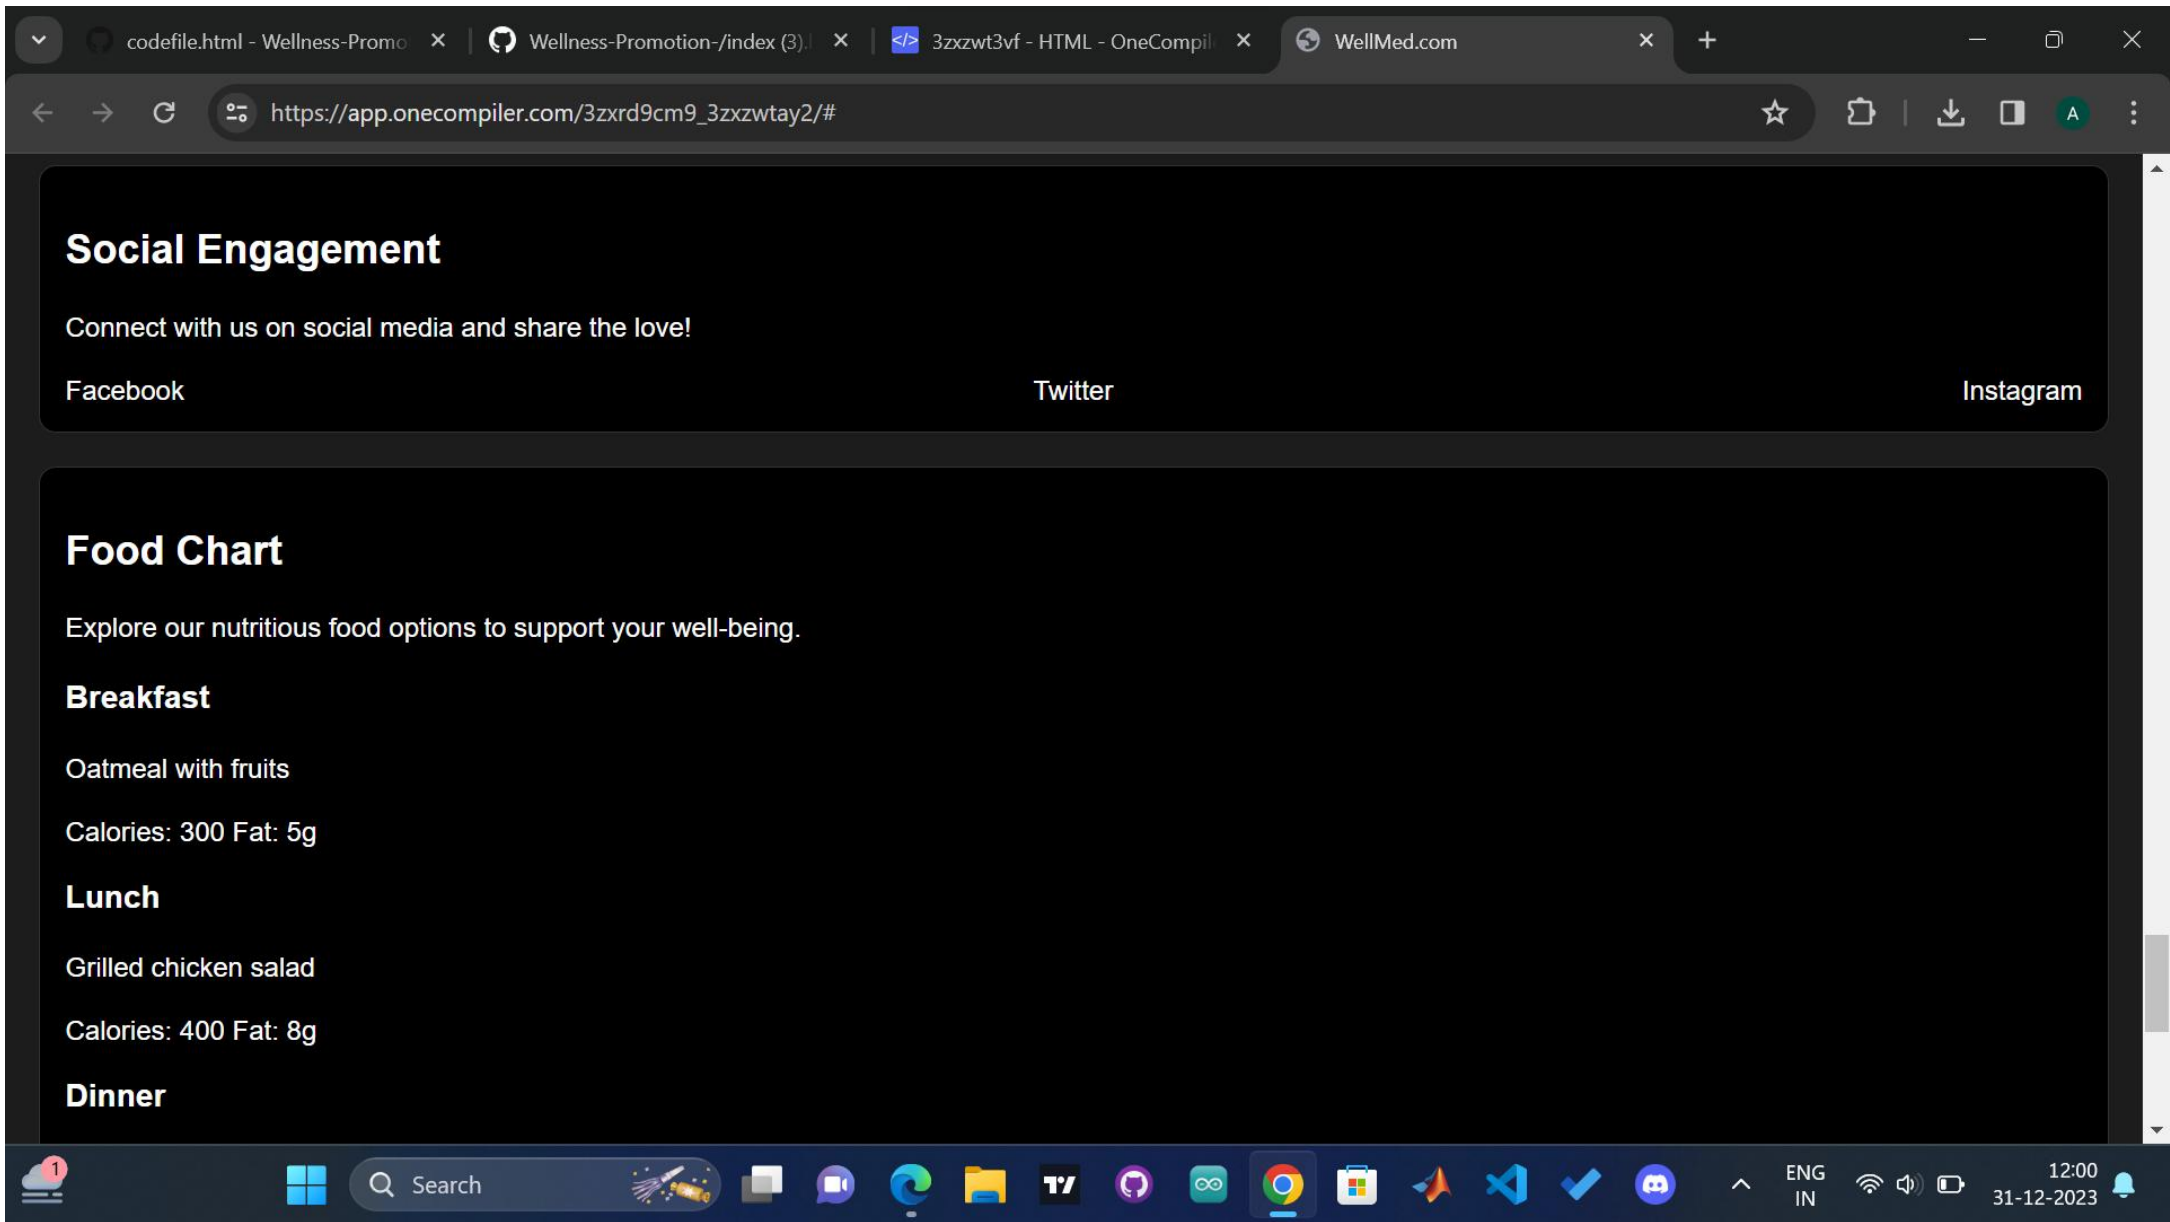 codefile.html - Wellness-Promo
Wellness-Promotion-/index (3).
3zxzwt3vf - HTML - OneCompil
WellMed.com
https://app.onecompiler.com/3zxrd9cm9_3zxzwtay2/#
A
Social Engagement
Connect with us on social media and share the love!
Facebook Twitter Instagram
Food Chart
Explore our nutritious food options to support your well-being.
Breakfast
Oatmeal with fruits
Calories: 300 Fat: 5g
Lunch
Grilled chicken salad
Calories: 400 Fat: 8g
Dinner
1
Search
ENG
IN
12:00
31-12-2023